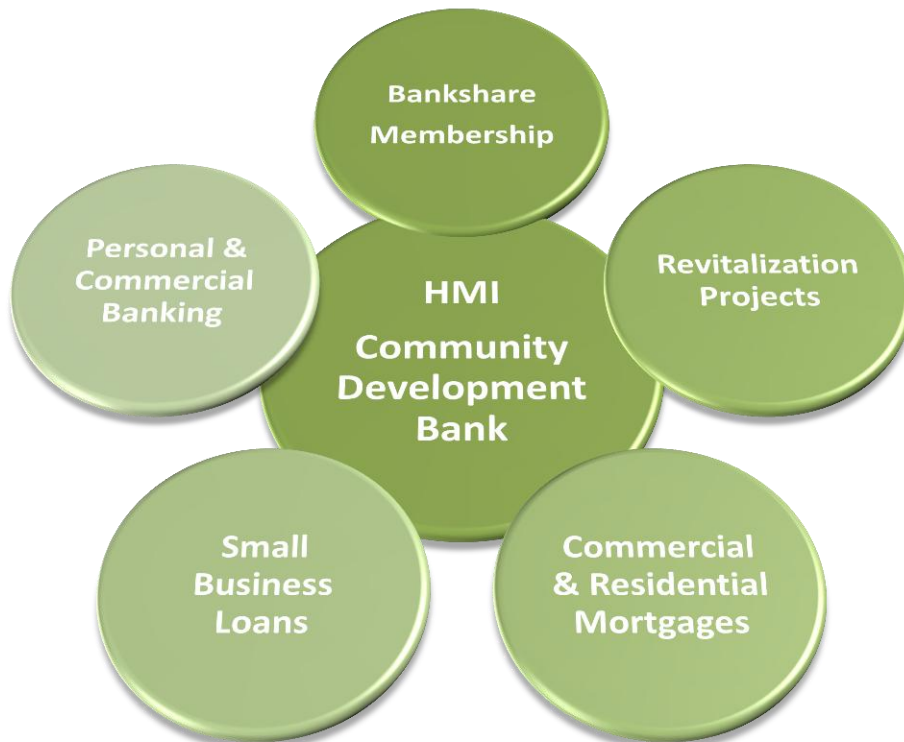 Bankshare
Membership
Personal &
Commercial
Banking
Revitalization
Projects
HMI
Community
Development
Bank
Small
Business
Loans
Commercial
& Residential
Mortgages